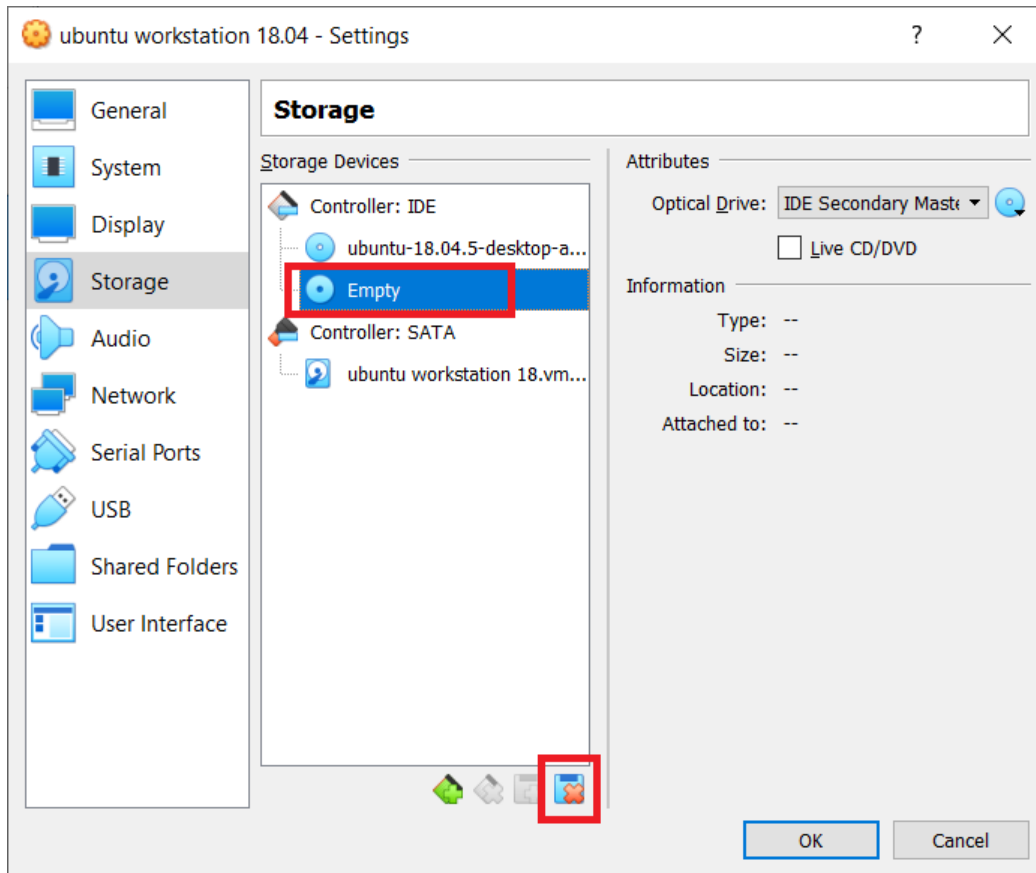 ubuntu workstation 18.04 - Settings
?
General
System
Display
Storage
Audio
Network
Serial Ports
USB
Shared Folders
User Interface
Storage
Storage Devices
Controller: IDE
ubuntu-18.04.5-desktop-a...
Empty
Controller: SATA
ubuntu workstation 18.vm...
Attributes
Optical Drive: IDE Secondary Maste
Live CD/DVD
Information
Type: --
Size: --
Location: --
Attached to: --
OK
Cancel